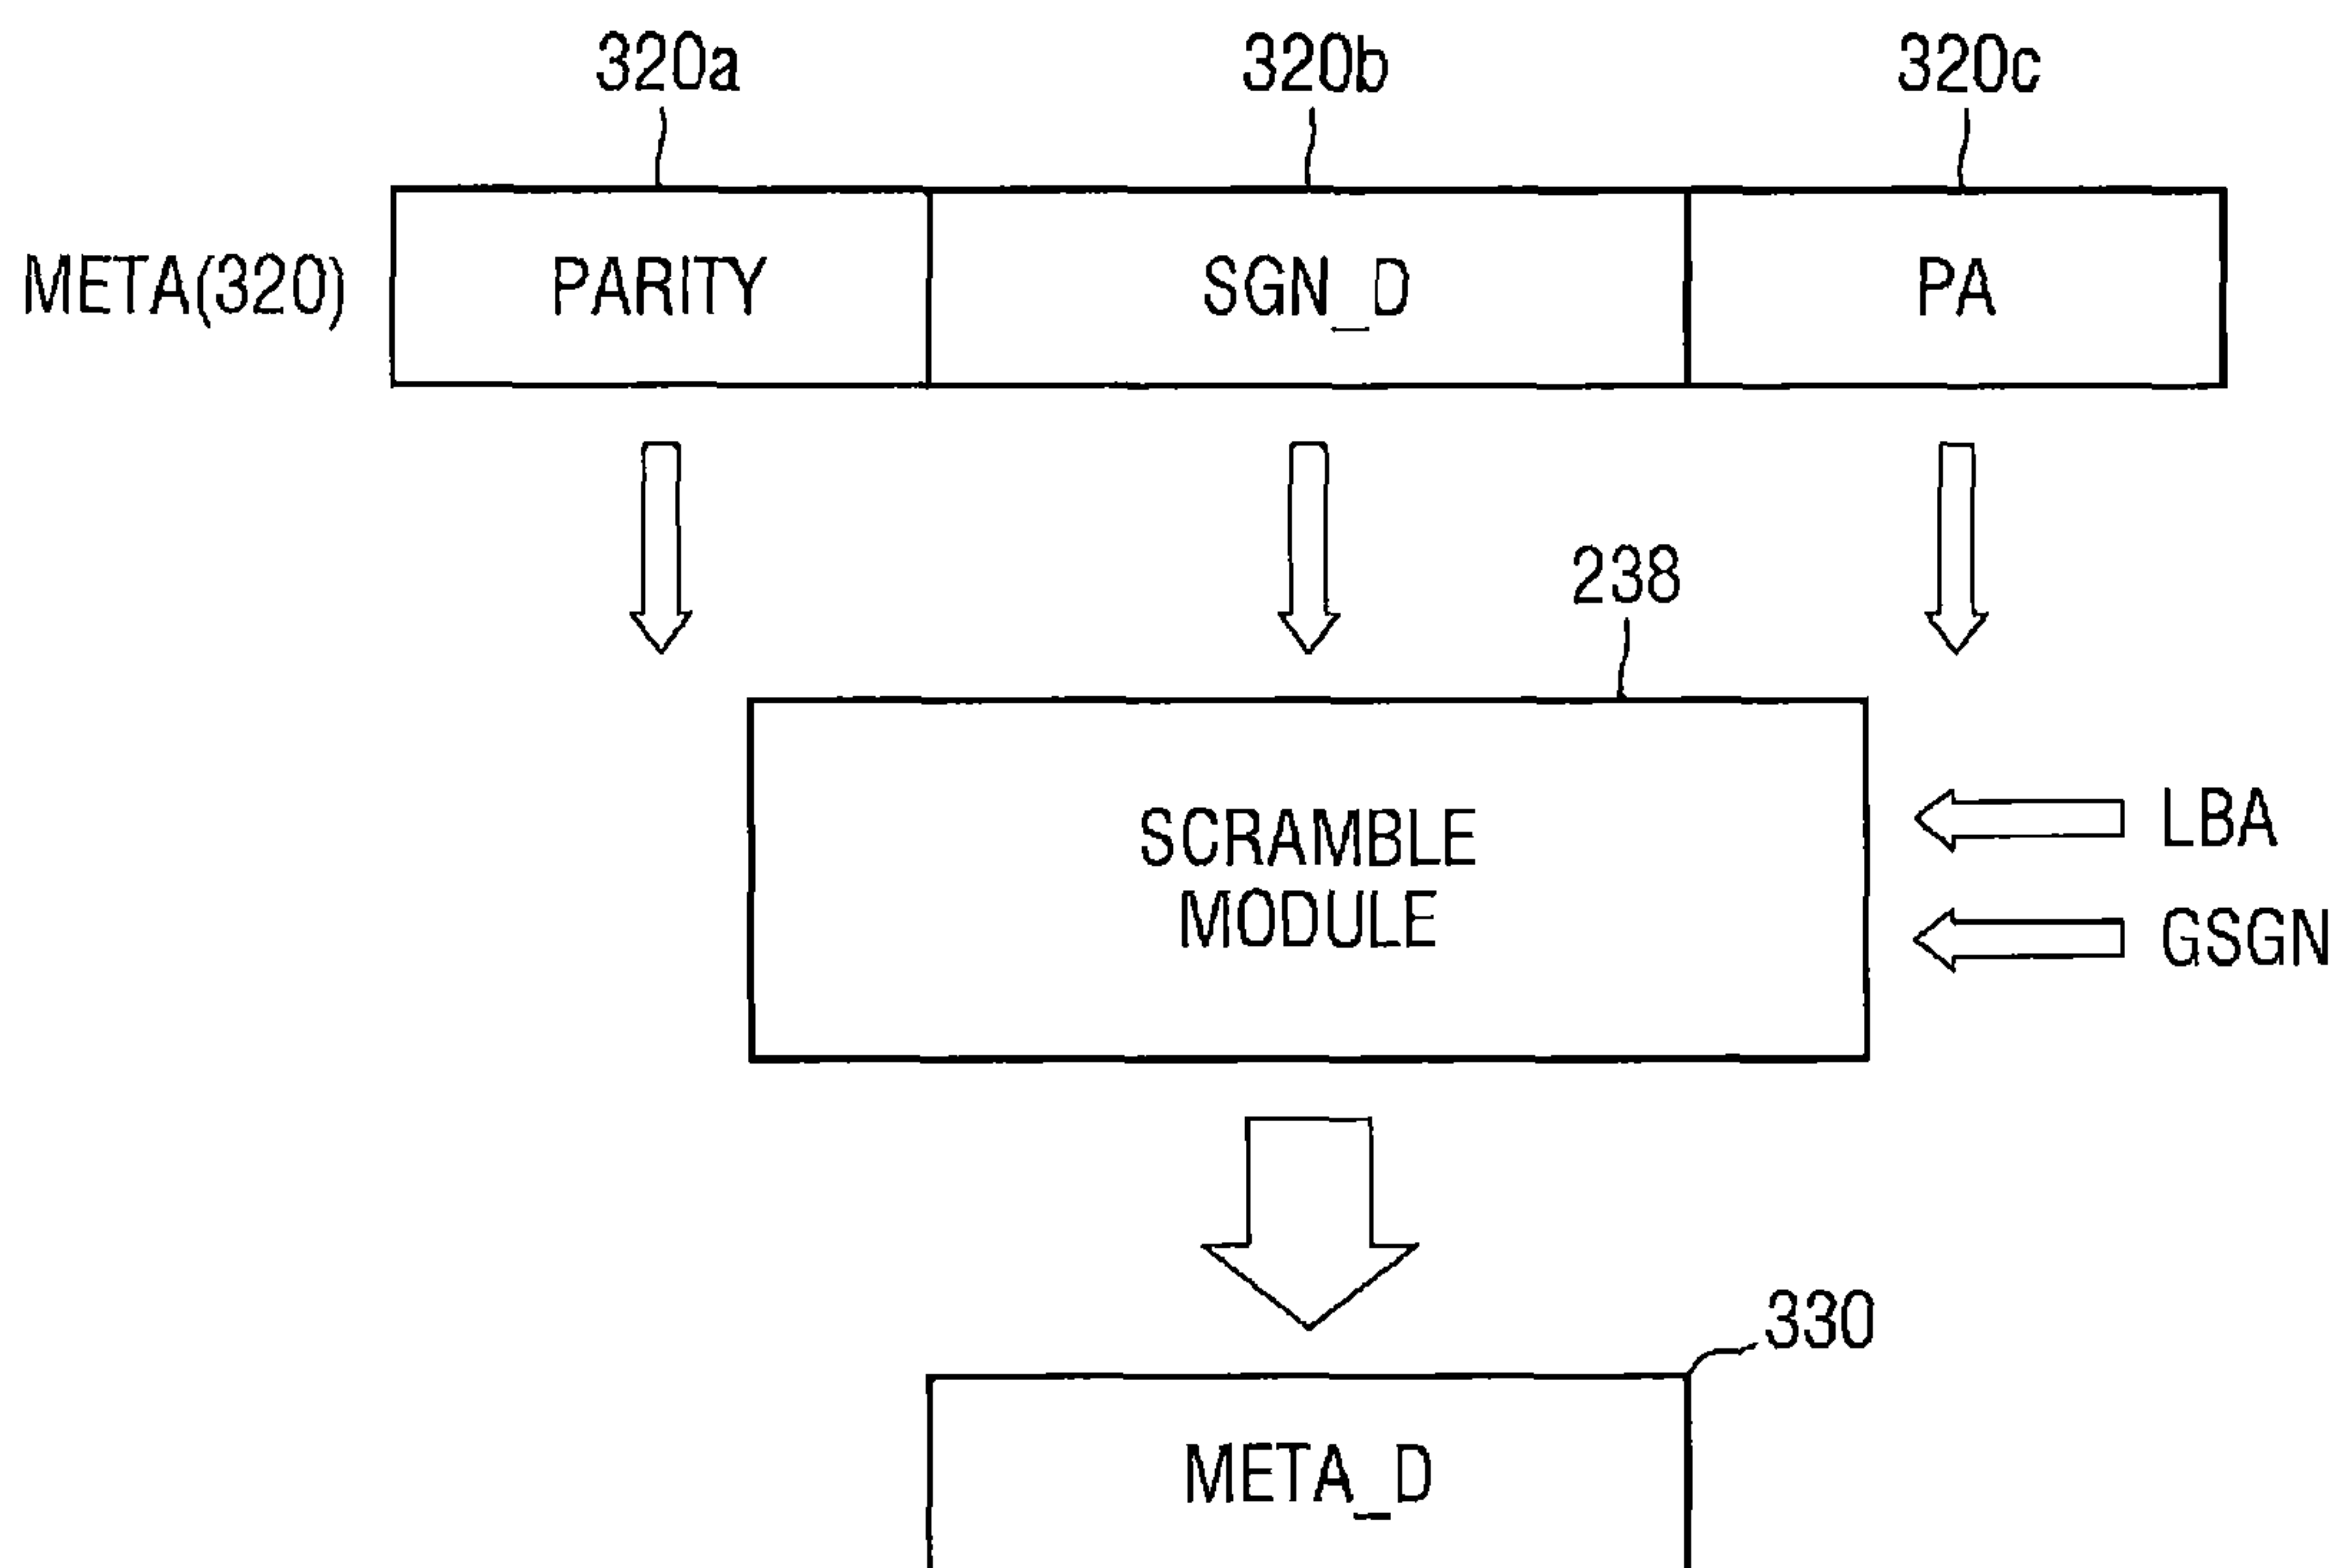 320a
320b
320c
META(320)
PARITY
SGN_D
PA
238
SCRAMBLE
MODULE
LBA
GSGN
330
META_D